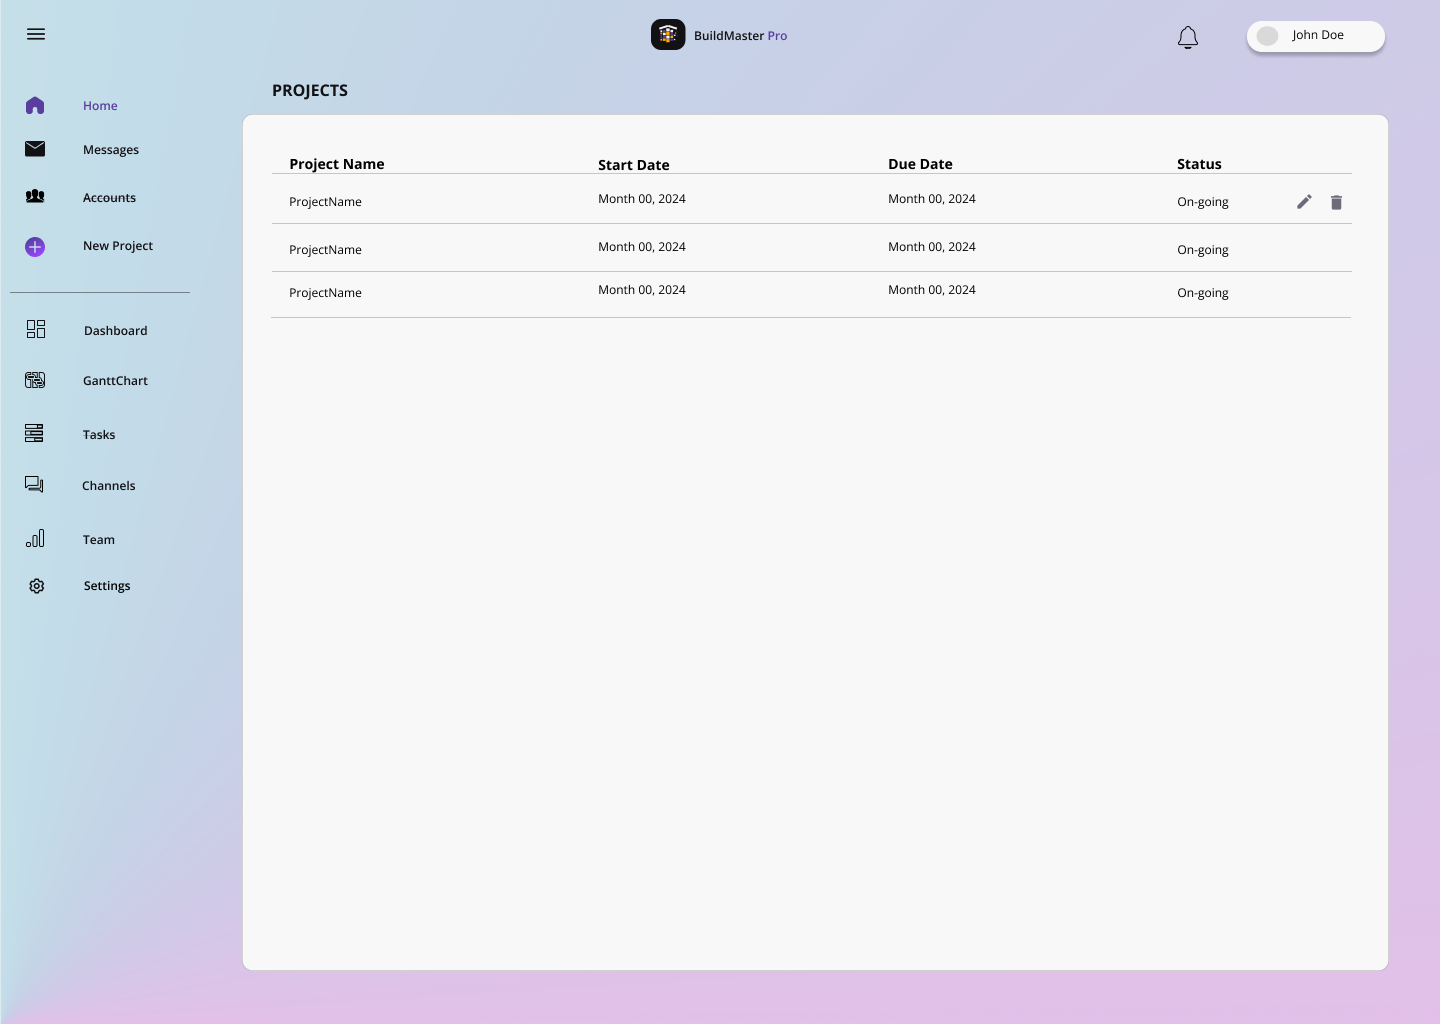 BuildMaster Pro
John Doe
Home
Messages
Accounts
New Project
Dashboard
GanttChart
Tasks
Channels
Team
Settings
PROJECTS
Project Name Start Date Due Date Status
ProjectName Month 00, 2024 Month 00, 2024 On-going
ProjectName Month 00, 2024 Month 00, 2024 On-going
ProjectName Month 00, 2024 Month 00, 2024 On-going